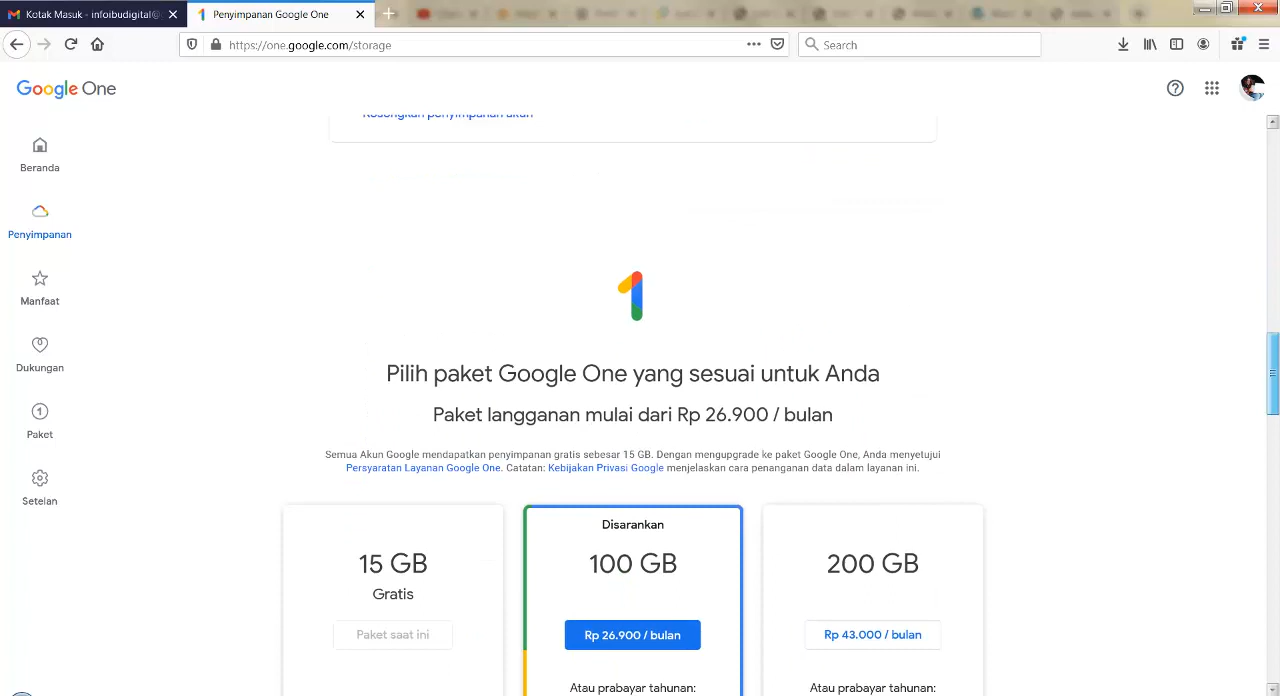 Kotak Masuk - infoibudigital@
Penyimpanan Google One
https://one.google.com/storage
Search
Google One
Kosongkan penyimpanan akun
Beranda
Penyimpanan
Manfaat
Dukungan
Paket
Setelan
Pilih paket Google One yang sesuai untuk Anda
Paket langganan mulai dari Rp 26.900 / bulan
Semua Akun Google mendapatkan penyimpanan gratis sebesar 15 GB. Dengan mengupgrade ke paket Google One, Anda menyetujui
Persyaratan Layanan Google One. Catatan: Kebijakan Privasi Google menjelaskan cara penanganan data dalam layanan ini.
15 GB
Gratis
Paket saat ini
Disarankan
100 GB
Rp 26.900 / bulan
Atau prabayar tahunan:
200 GB
Rp 43.000 / bulan
Atau prabayar tahunan: